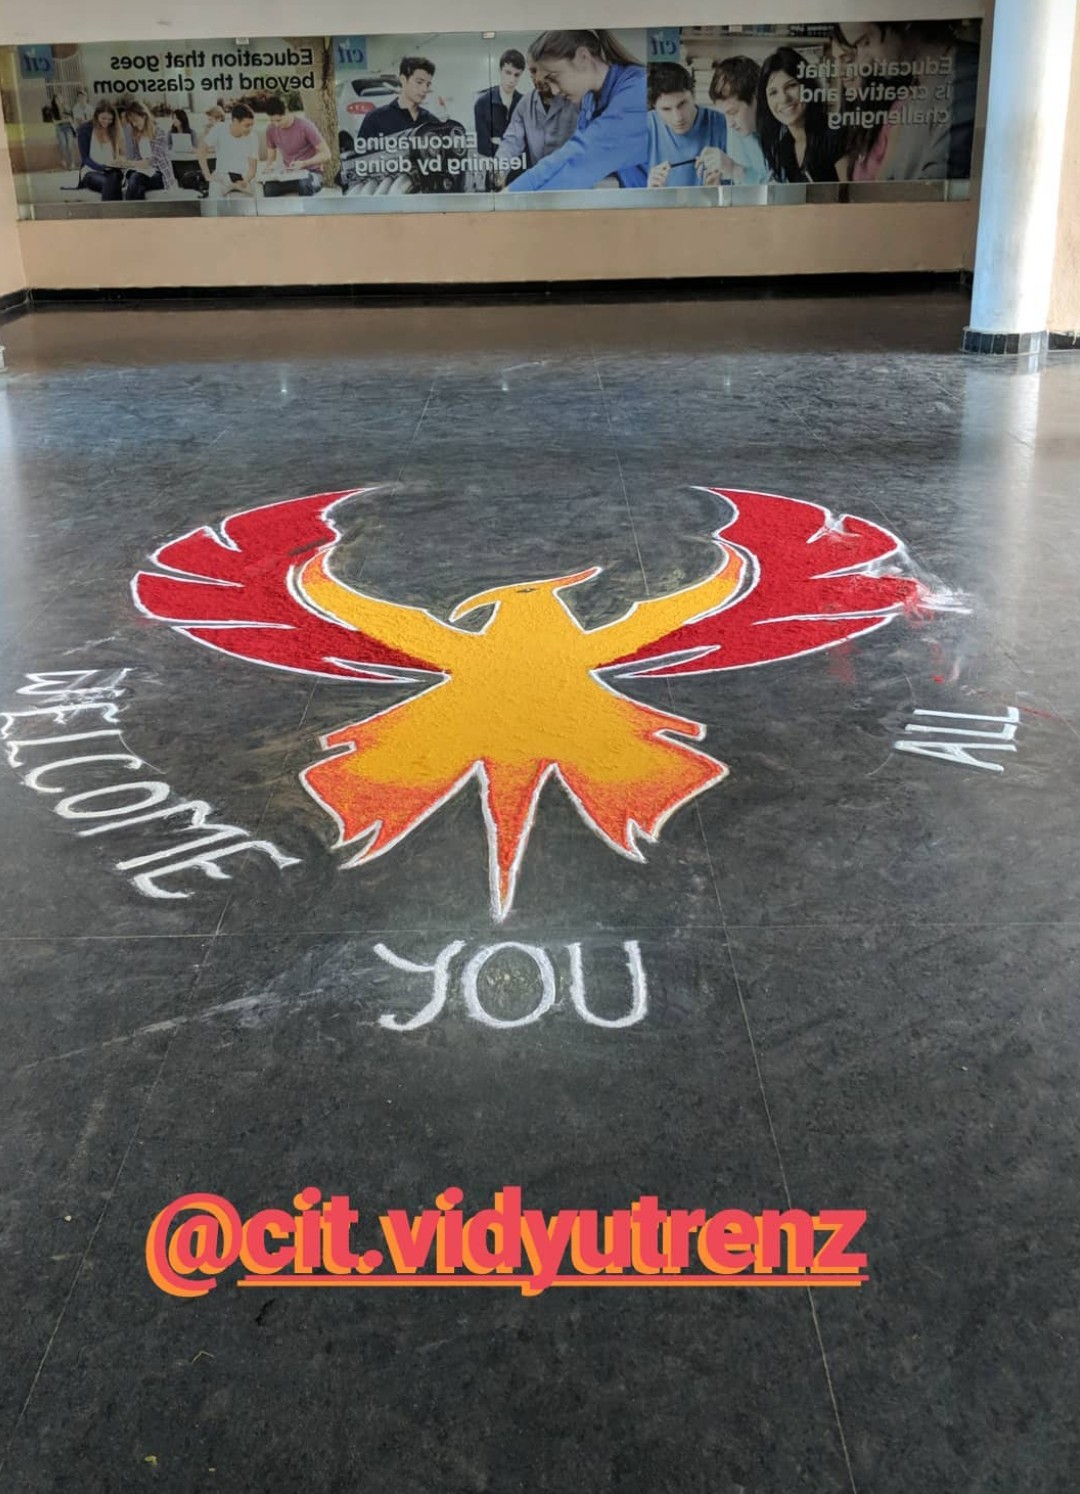 cit
Education that goes
beyond the classroom
cit
Encouraging
learning by doing
cit
Education that
is creative and
challenging
WELCOME
YOU
ALL
@cit.vidyutrenz